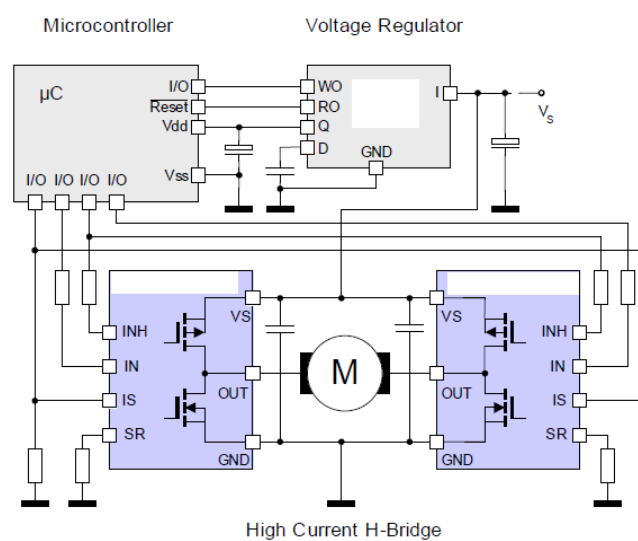 Microcontroller
Voltage Regulator
µC
I/O
Reset
Vdd
Vss
I/O I/O I/O I/O
WO
RO
Q
D
GND
I
Vs
INH
IN
IS
SR
VS
OUT
GND
M
VS
OUT
GND
INH
IN
IS
SR
High Current H-Bridge